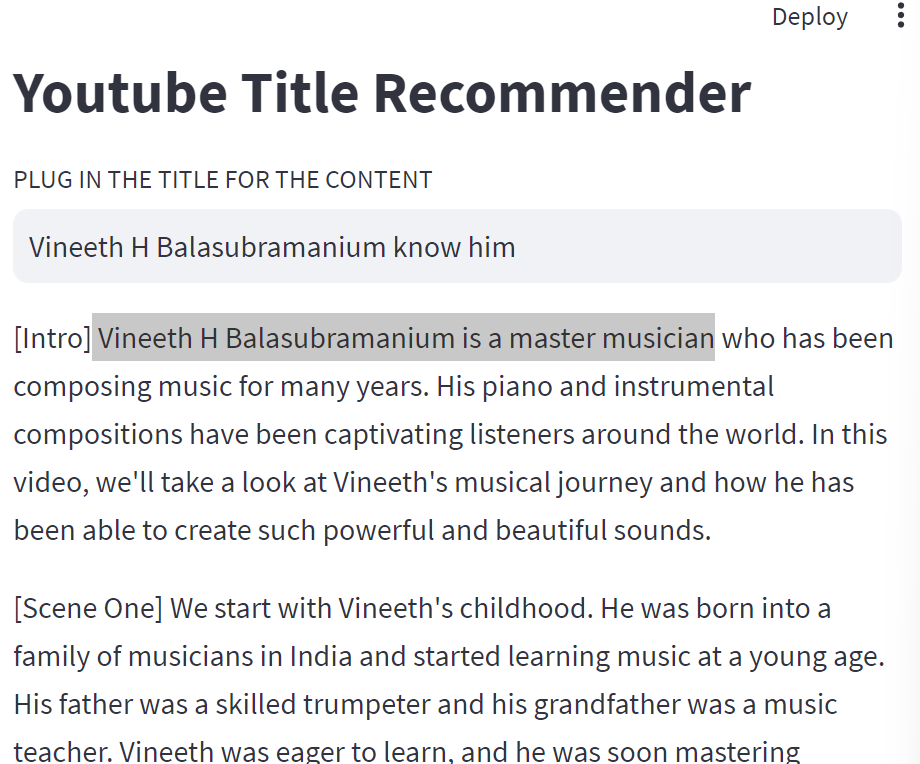 Deploy
Youtube Title Recommender
PLUG IN THE TITLE FOR THE CONTENT
Vineeth H Balasubramanium know him
[Intro] Vineeth H Balasubramanium is a master musician who has been
composing music for many years. His piano and instrumental
compositions have been captivating listeners around the world. In this
video, we'll take a look at Vineeth's musical journey and how he has
been able to create such powerful and beautiful sounds.
[Scene One] We start with Vineeth's childhood. He was born into a
family of musicians in India and started learning music at a young age.
His father was a skilled trumpeter and his grandfather was a music
teacher. Vineeth was eager to learn, and he was soon mastering